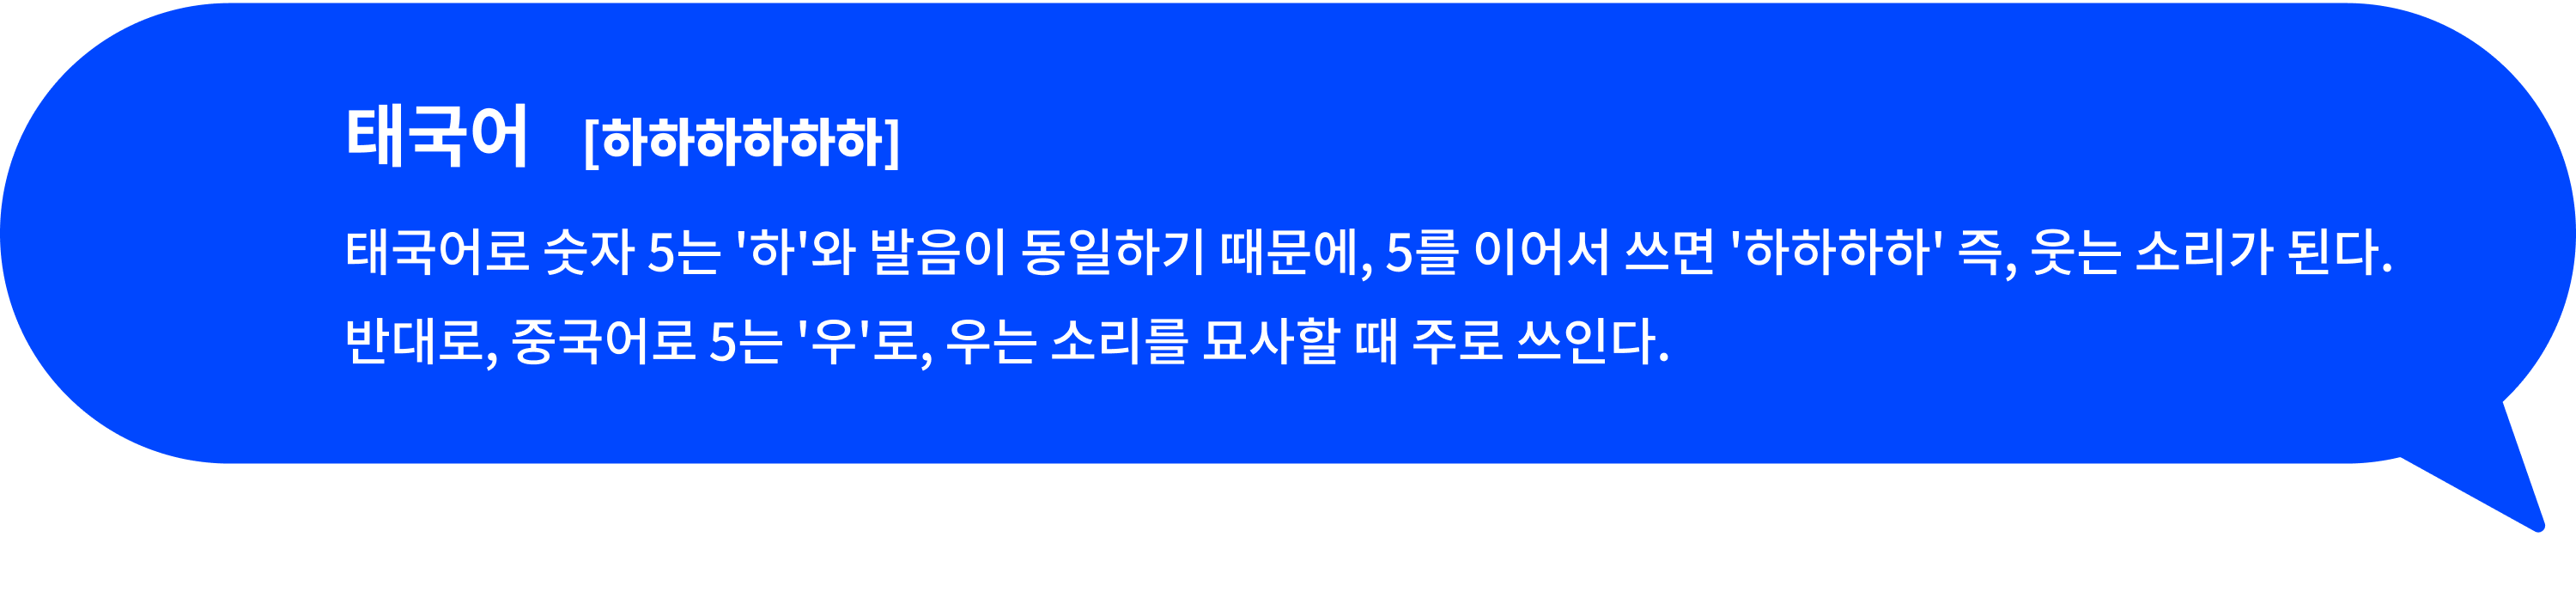 태국어 [하하하하하하]
태국어로 숫자 5는 '하'와 발음이 동일하기 때문에, 5를 이어서 쓰면 '하하하하' 즉, 웃는 소리가 된다.
반대로, 중국어로 5는 '우'로, 우는 소리를 묘사할 때 주로 쓰인다.